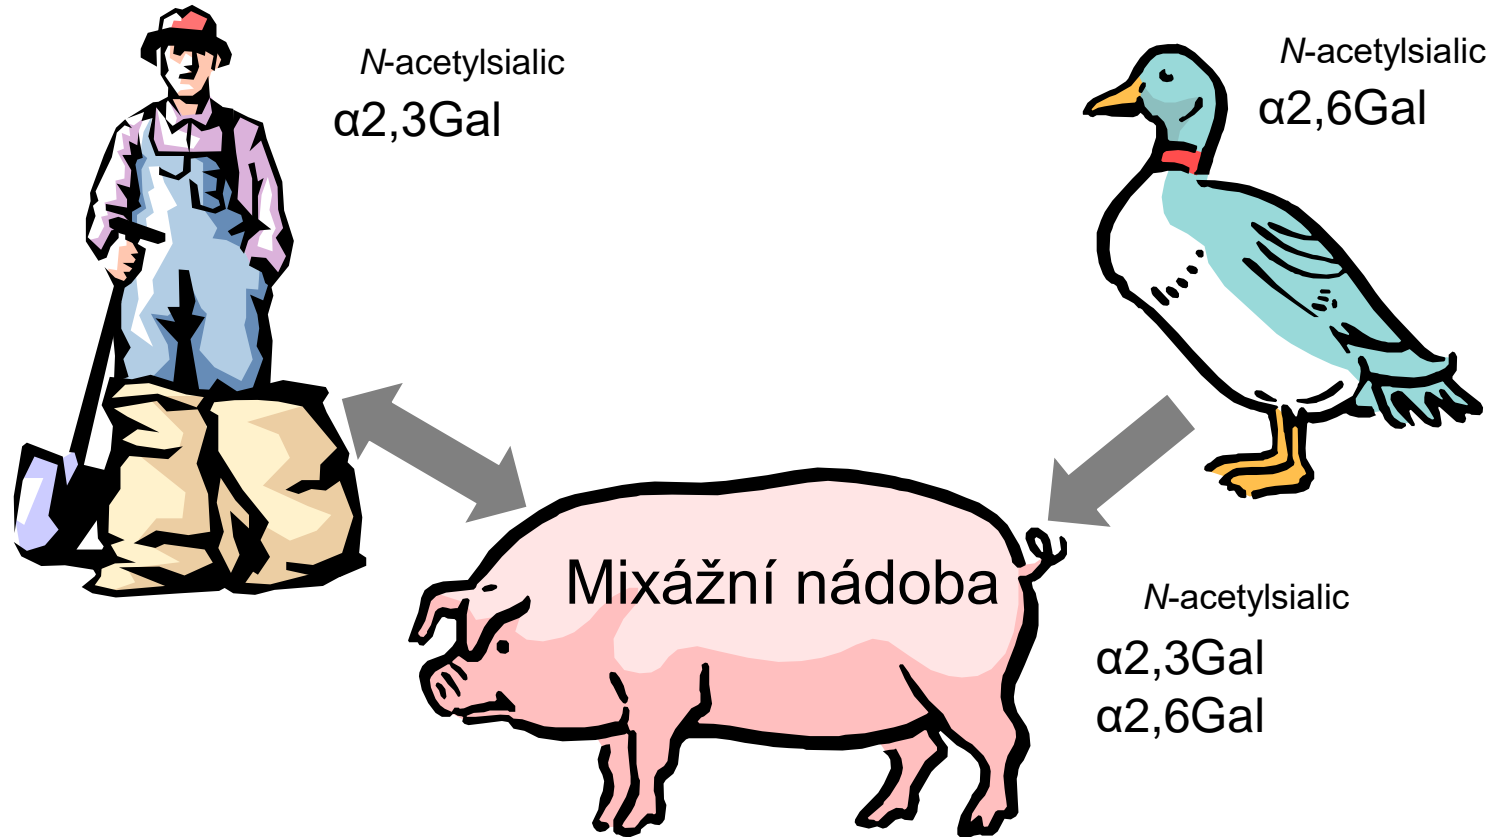 N-acetylsialic
α2,3Gal
N-acetylsialic
α2,6Gal
Mixážní nádoba
N-acetylsialic
α2,3Gal
α2,6Gal